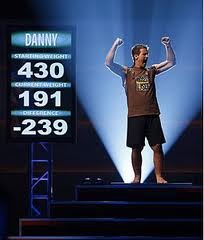 DANNY
STARTING WEIGHT
430
CURRENT WEIGHT
191
DIFFERENCE
-239